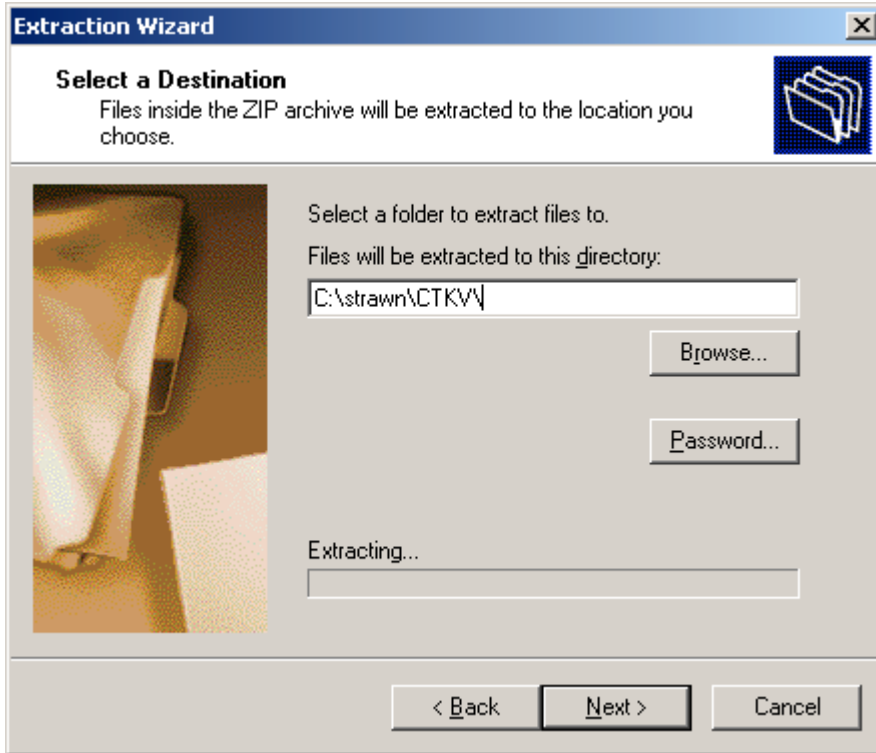 Extraction Wizard
Select a Destination
Files inside the ZIP archive will be extracted to the location you
choose.
Select a folder to extract files to.
Files will be extracted to this directory:
C:\strawn\CTKV\
Browse...
Password...
Extracting...
< Back Next > Cancel